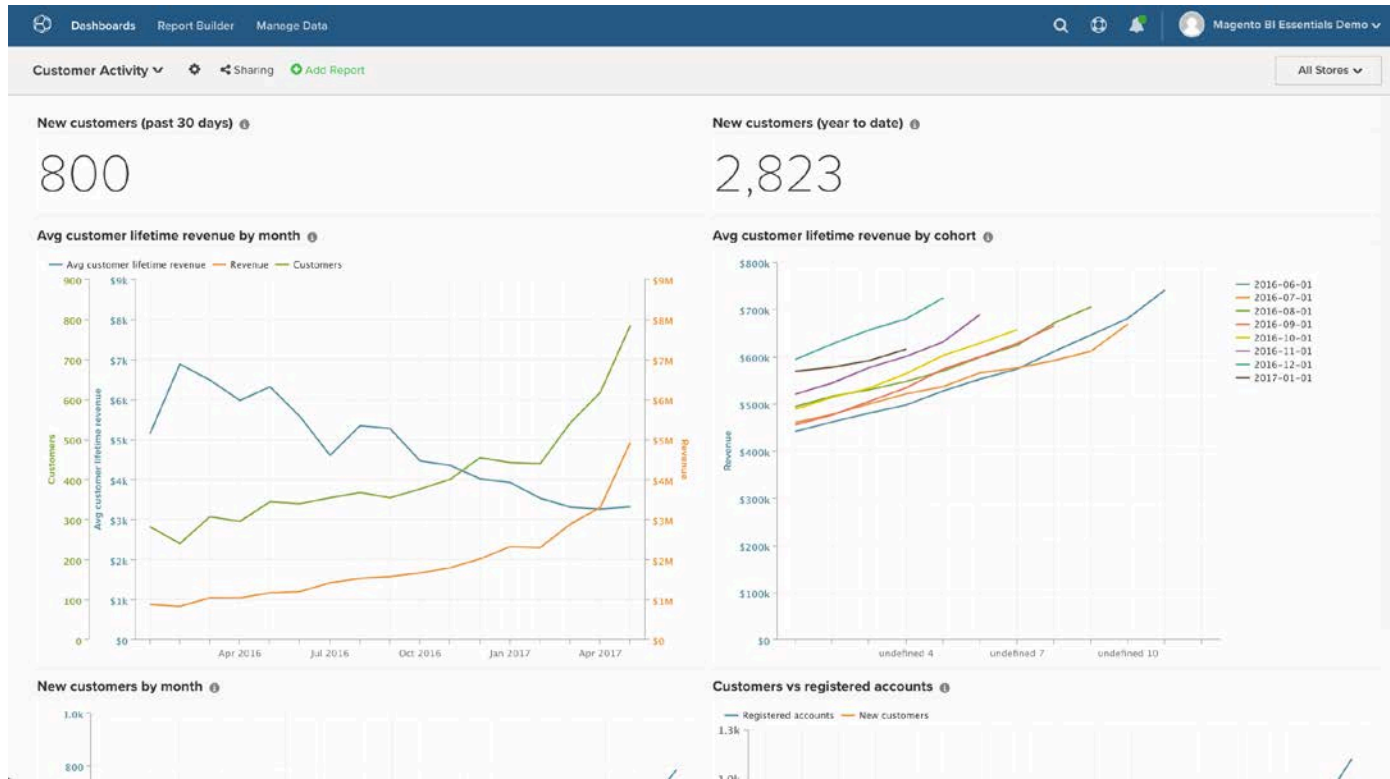 Dashboards Report Builder Manage Data Magento BI Essentials Demo
Customer Activity Sharing Add Report All Stores
New customers (past 30 days)
800
New customers (year to date)
2,823
Avg customer lifetime revenue by month
Avg customer lifetime revenue Revenue Customers
900 $9k $9M
800 $8k $8M
700 $7k $7M
600 $6k $6M
500 $5k $5M
400 $4k $4M
300 $3k $3M
200 $2k $2M
100 $1k $1M
0 $0 $0
Customers
Avg customer lifetime revenue
Revenue
Apr 2016 Jul 2016 Oct 2016 Jan 2017 Apr 2017
Avg customer lifetime revenue by cohort
$800k
$700k
$600k
$500k
$400k
$300k
$200k
$100k
$0
Revenue
undefined 4 undefined 7 undefined 10
2016-06-01
2016-07-01
2016-08-01
2016-09-01
2016-10-01
2016-11-01
2016-12-01
2017-01-01
New customers by month
1.0k
800
Customers vs registered accounts
Registered accounts New customers
1.3k
1.0k